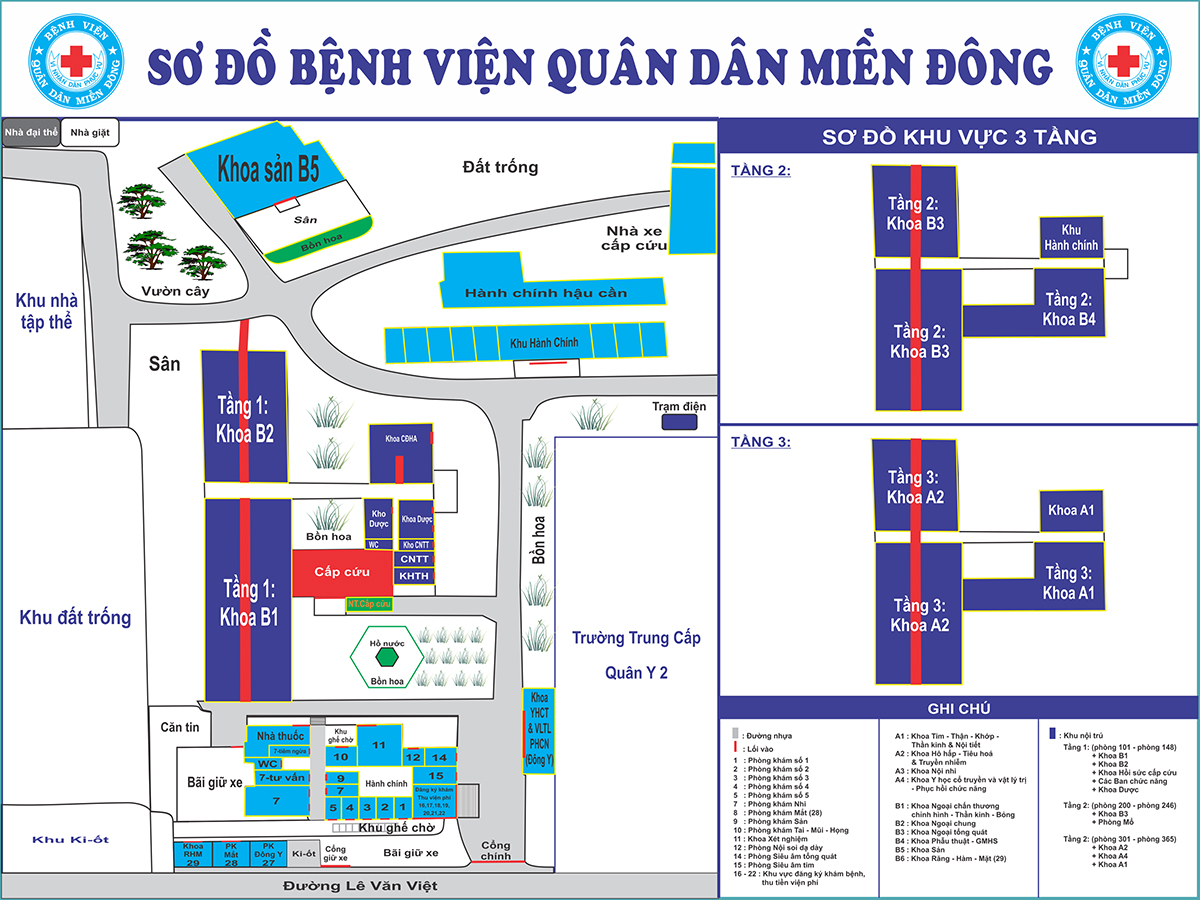 BỆNH VIỆN
VÌ NHÂN DÂN PHỤC VỤ
QUÂN DÂN MIỀN ĐÔNG
SƠ ĐỒ BỆNH VIỆN QUÂN DÂN MIỀN ĐÔNG
BỆNH VIỆN
VÌ NHÂN DÂN PHỤC VỤ
QUÂN DÂN MIỀN ĐÔNG
Nhà đại thể
Nhà giặt
Khoa sản B5
Sân
Bồn hoa
Đất trống
Nhà xe
cấp cứu
Vườn cây
Hành chính hậu cần
Khu Hành Chính
Khu nhà
tập thể
Sân
Tầng 1:
Khoa B2
Khoa CĐHA
Trạm điện
Kho
Dược
WC
Khoa Dược
Kho CNTT
CNTT
KHTH
Bồn hoa
Cấp cứu
NT.Cấp cứu
Bồn hoa
Tầng 1:
Khoa B1
Khu đất trống
Hồ nước
Bồn hoa
Trường Trung Cấp
Quân Y 2
Khoa
YHCT
& VLTL
PHCN
(Đông Y)
Căn tin
Nhà thuốc
7-tiêm ngừa
WC
7-tư vấn
7
Bãi giữ xe
Khu
ghế chờ
10
11
12
14
9
7
Hành chính
15
5
4
3
2
1
Đăng ký khám
Thu viện phí
16,17,18,19,
20,21,22
Khu ghế chờ
Khu Ki-ốt
Khoa
RHM
29
PK
Mắt
28
PK
Đông Y
27
Ki-ốt
Cổng
giữ xe
Bãi giữ xe
Cổng
chính
Đường Lê Văn Việt
SƠ ĐỒ KHU VỰC 3 TẦNG
TẦNG 2:
Tầng 2:
Khoa B3
Khu
Hành chính
Tầng 2:
Khoa B4
Tầng 2:
Khoa B3
TẦNG 3:
Tầng 3:
Khoa A2
Khoa A1
Tầng 3:
Khoa A1
Tầng 3:
Khoa A2
GHI CHÚ
: Đường nhựa
: Lối vào
1 : Phòng khám số 1
2 : Phòng khám số 2
3 : Phòng khám số 3
4 : Phòng khám số 4
5 : Phòng khám số 5
7 : Phòng khám Nhi
8 : Phòng khám Mắt (28)
9 : Phòng khám Sản
10 : Phòng khám Tai - Mũi - Họng
11 : Khoa Xét nghiệm
12 : Phòng Nội soi dạ dày
14 : Phòng Siêu âm tổng quát
15 : Phòng Siêu âm tim
16 - 22 : Khu vực đăng ký khám bệnh,
thu tiền viện phí
A1 : Khoa Tim - Thận - Khớp -
Thần kinh & Nội tiết
A2 : Khoa Hô hấp - Tiêu hoá
& Truyền nhiễm
A3 : Khoa Nội nhi
A4 : Khoa Y học cổ truyền và vật lý trị
- Phục hồi chức năng
B1 : Khoa Ngoại chấn thương
chỉnh hình - Thần kinh - Bỏng
B2 : Khoa Ngoại chung
B3 : Khoa Ngoại tổng quát
B4 : Khoa Phẫu thuật - GMHS
B5 : Khoa Sản
B6 : Khoa Răng - Hàm - Mặt (29)
: Khu nội trú
Tầng 1: (phòng 101 - phòng 148)
+ Khoa B1
+ Khoa B2
+ Khoa Hồi sức cấp cứu
+ Các Ban chức năng
+ Khoa Dược
Tầng 2: (phòng 200 - phòng 246)
+ Khoa B3
+ Phòng Mổ
Tầng 2: (phòng 301 - phòng 365)
+ Khoa A2
+ Khoa A4
+ Khoa A1